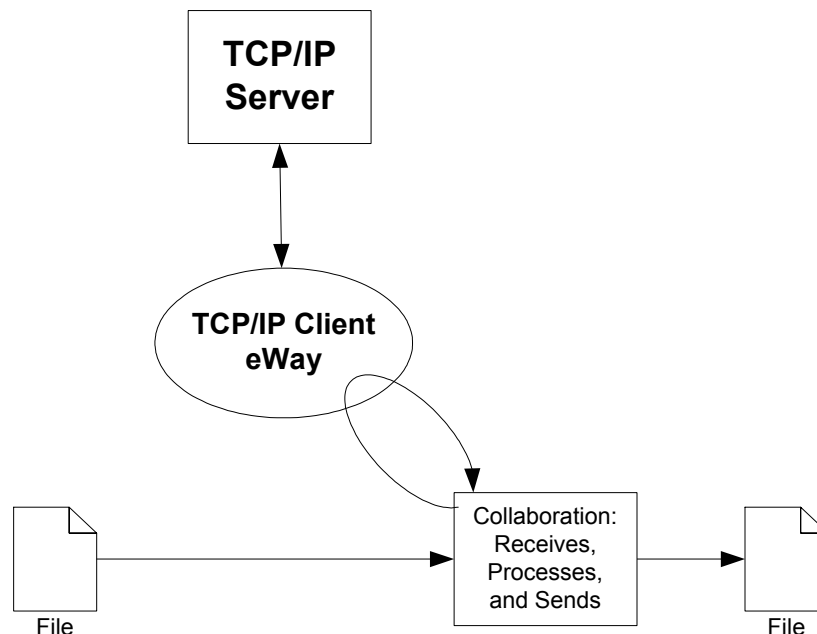 TCP/IP
Server
TCP/IP Client
eWay
Collaboration:
Receives,
Processes,
and Sends
File
File